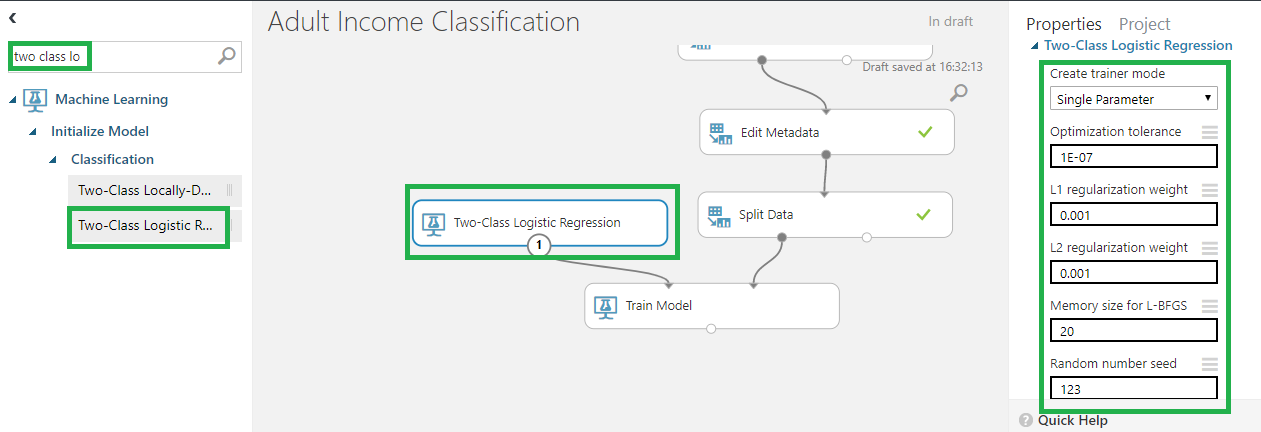 Adult Income Classification
In draft
Draft saved at 16:32:13
two class lo
Machine Learning
Initialize Model
Classification
Two-Class Locally-D...
Two-Class Logistic R...
Edit Metadata
Two-Class Logistic Regression
1
Split Data
Train Model
Properties Project
Two-Class Logistic Regression
Create trainer mode
Single Parameter
Optimization tolerance
1E-07
L1 regularization weight
0.001
L2 regularization weight
0.001
Memory size for L-BFGS
20
Random number seed
123
? Quick Help